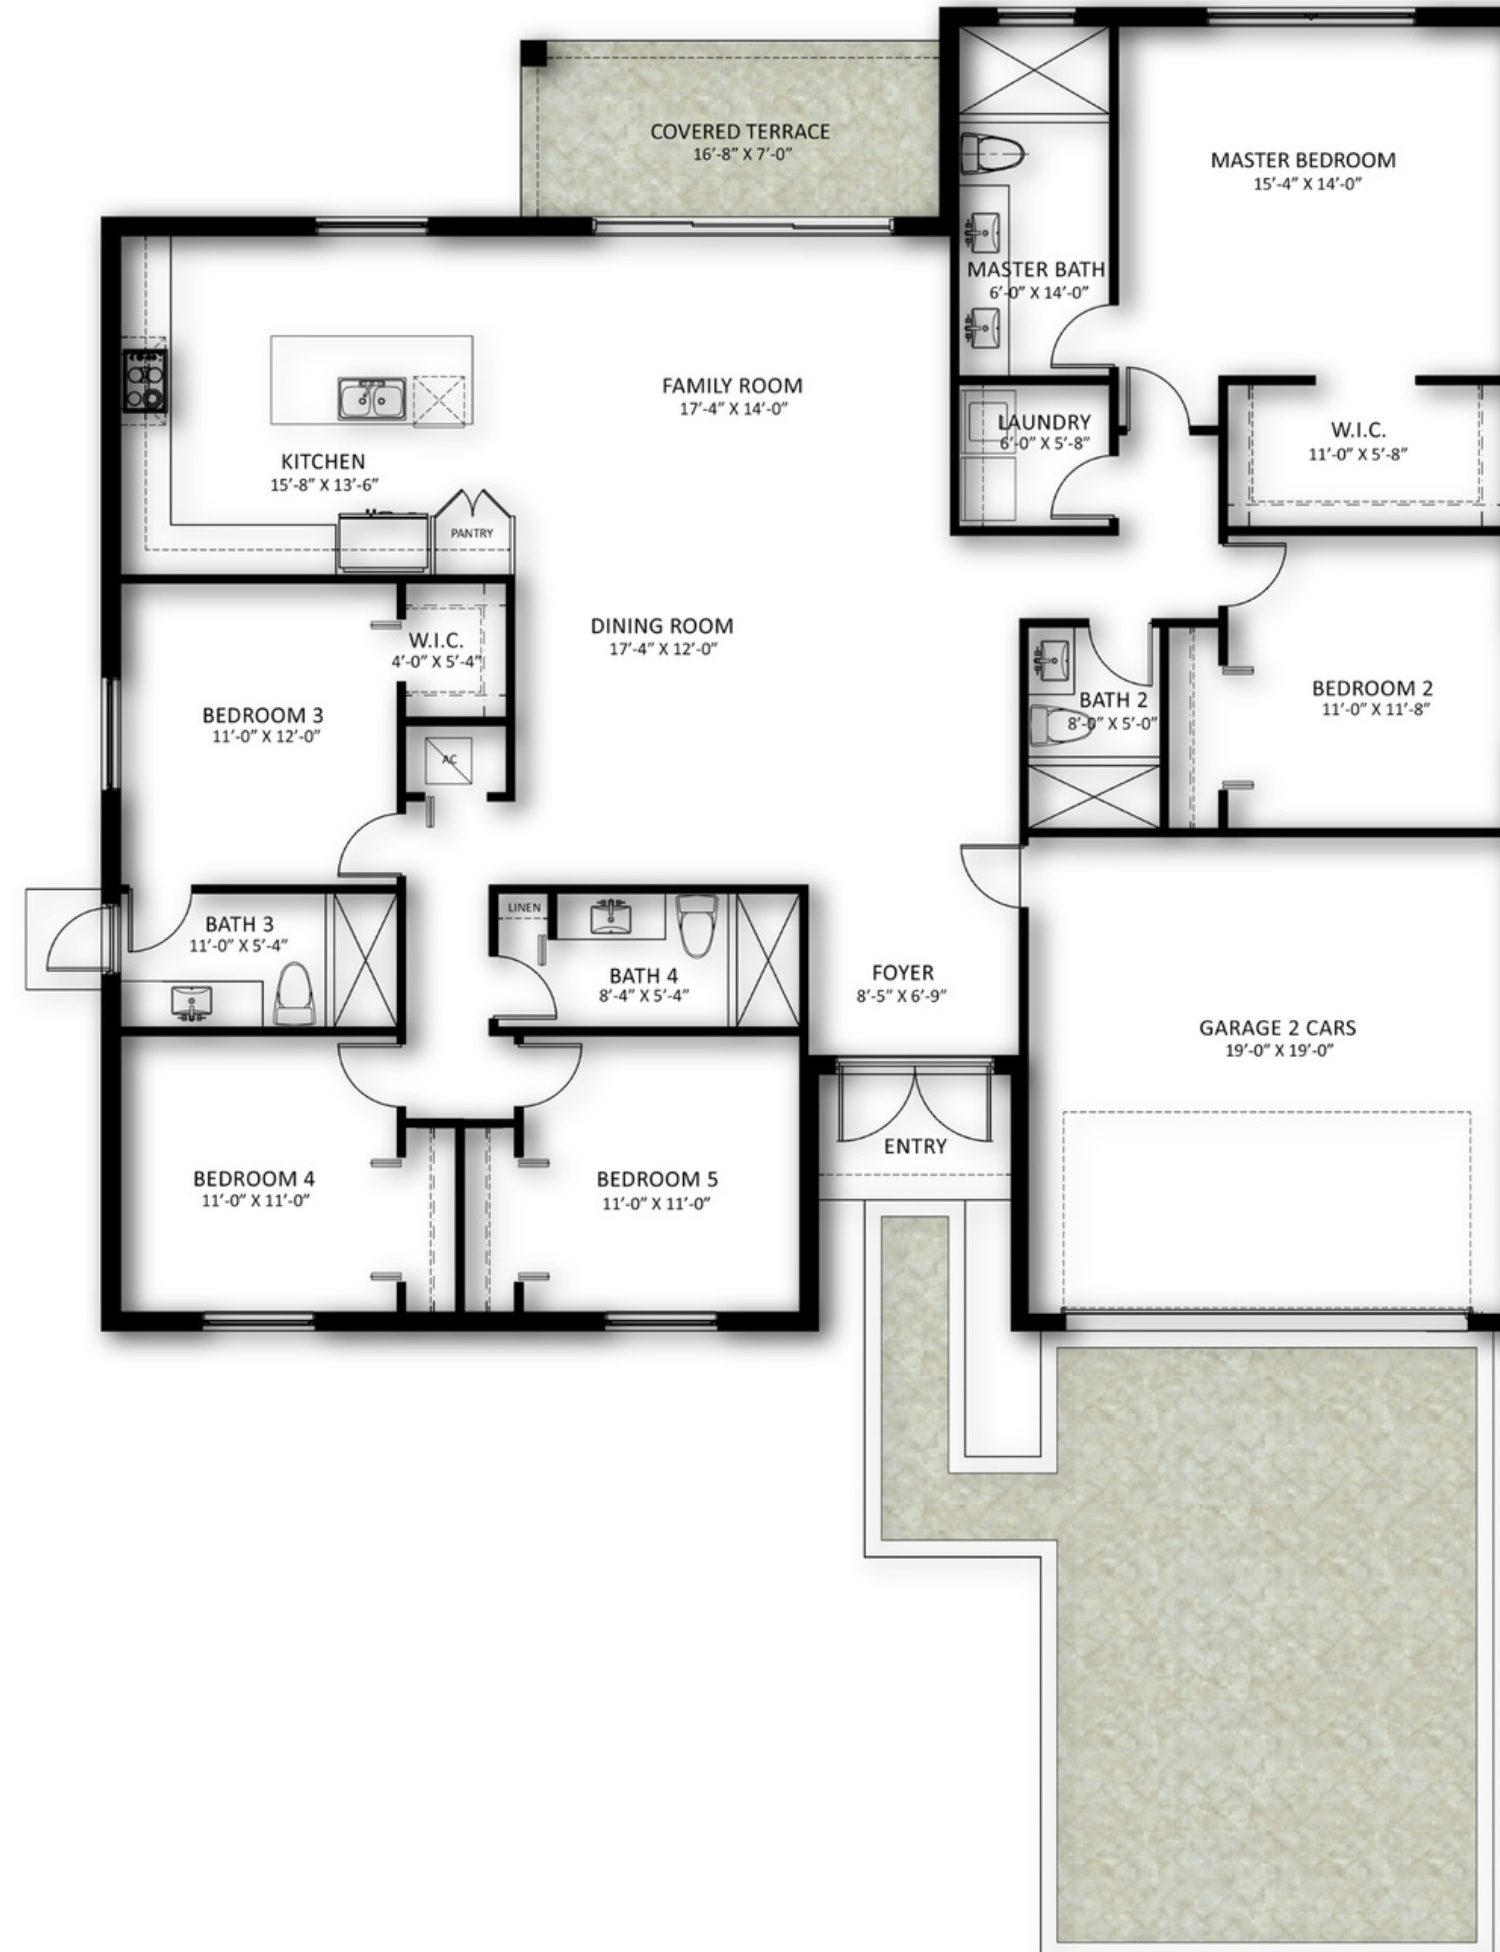 COVERED TERRACE
16'-8" X 7'-0"
MASTER BEDROOM
15'-4" X 14'-0"
MASTER BATH
6'-0" X 14'-0"
FAMILY ROOM
17'-4" X 14'-0"
LAUNDRY
6'-0" X 5'-8"
W.I.C.
11'-0" X 5'-8"
KITCHEN
15'-8" X 13'-6"
PANTRY
DINING ROOM
17'-4" X 12'-0"
W.I.C.
4'-0" X 5'-4"
BEDROOM 3
11'-0" X 12'-0"
AC
BATH 2
8'-0" X 5'-0"
BEDROOM 2
11'-0" X 11'-8"
LINEN
BATH 3
11'-0" X 5'-4"
BATH 4
8'-4" X 5'-4"
FOYER
8'-5" X 6'-9"
GARAGE 2 CARS
19'-0" X 19'-0"
ENTRY
BEDROOM 4
11'-0" X 11'-0"
BEDROOM 5
11'-0" X 11'-0"